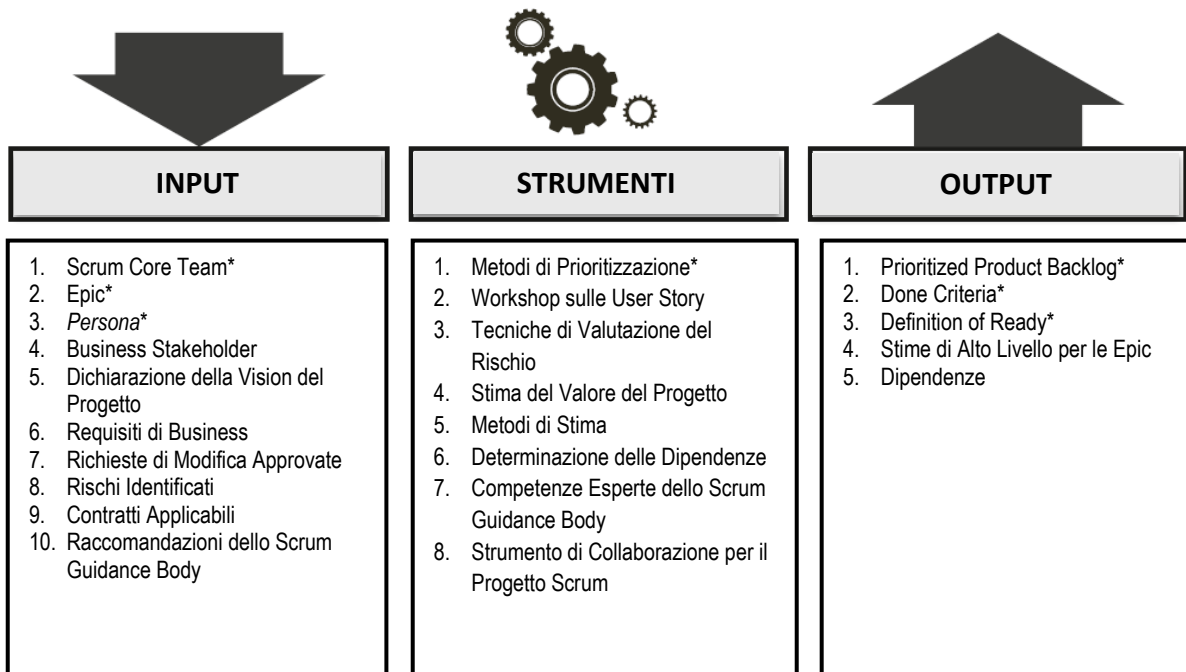 INPUT
1. Scrum Core Team*
2. Epic*
3. Persona*
4. Business Stakeholder
5. Dichiarazione della Vision del
Progetto
6. Requisiti di Business
7. Richieste di Modifica Approvate
8. Rischi Identificati
9. Contratti Applicabili
10. Raccomandazioni dello Scrum
Guidance Body
STRUMENTI
1. Metodi di Prioritizzazione*
2. Workshop sulle User Story
3. Tecniche di Valutazione del
Rischio
4. Stima del Valore del Progetto
5. Metodi di Stima
6. Determinazione delle Dipendenze
7. Competenze Esperte dello Scrum
Guidance Body
8. Strumento di Collaborazione per il
Progetto Scrum
OUTPUT
1. Prioritized Product Backlog*
2. Done Criteria*
3. Definition of Ready*
4. Stime di Alto Livello per le Epic
5. Dipendenze